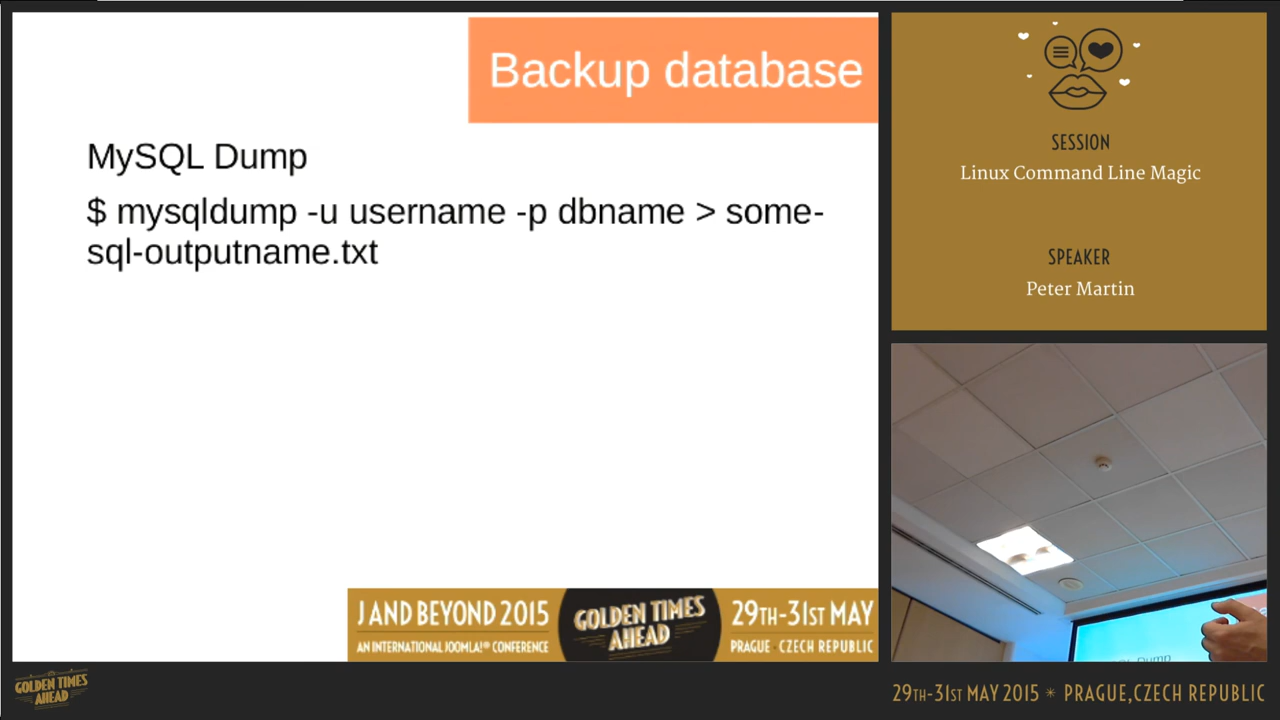 Backup database
MySQL Dump
$ mysqldump -u username -p dbname > some-
sql-outputname.txt
J AND BEYOND 2015
AN INTERNATIONAL JOOMLA!® CONFERENCE
GOLDEN TIMES
AHEAD
29TH-31ST MAY
PRAGUE · CZECH REPUBLIC
SESSION
Linux Command Line Magic
SPEAKER
Peter Martin
SQL Dump
GOLDEN TIMES
AHEAD
29TH-31ST MAY 2015 * PRAGUE, CZECH REPUBLIC